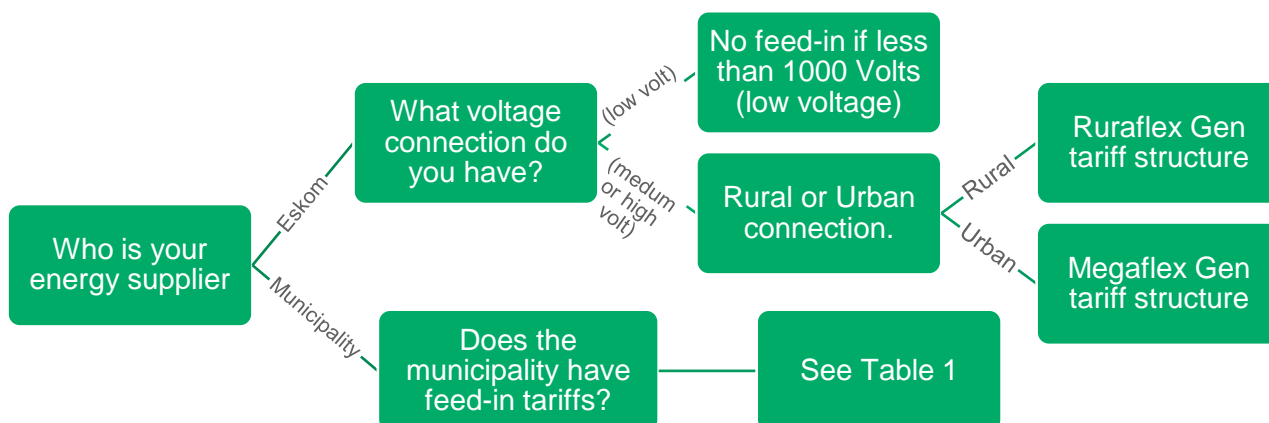 Who is your
energy supplier
Eskom
What voltage
connection do
you have?
(low volt)
No feed-in if less
than 1000 Volts
(low voltage)
(medum
or high
volt)
Rural or Urban
connection.
Rural
Ruraflex Gen
tariff structure
Urban
Megaflex Gen
tariff structure
Municipality
Does the
municipality have
feed-in tariffs?
See Table 1